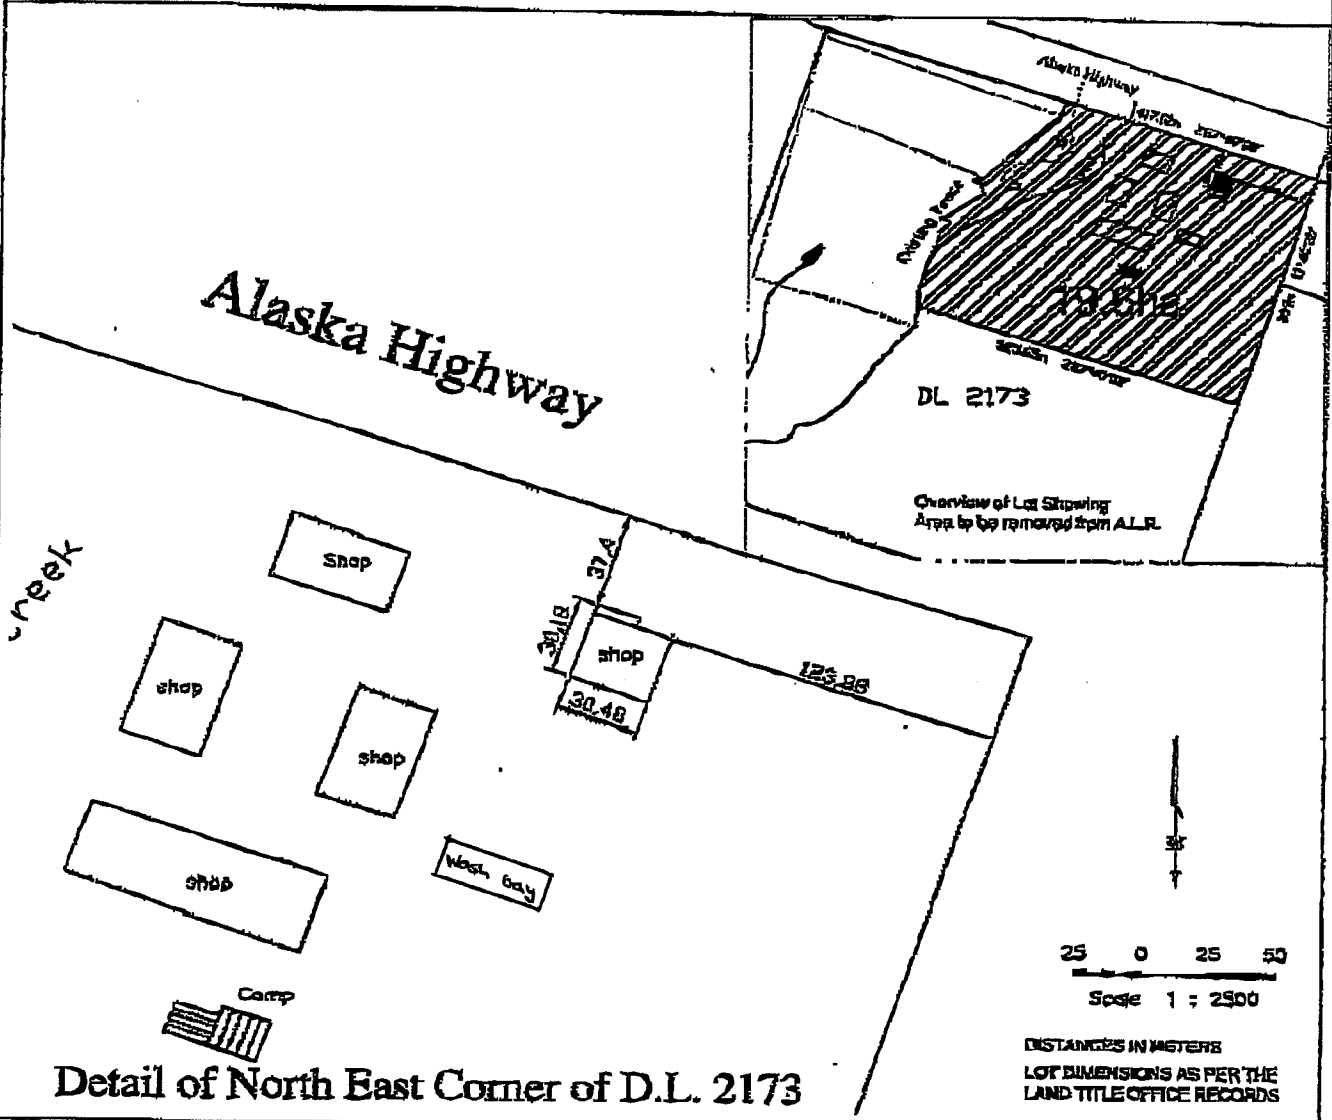 Alaska Highway
Alaska Highway
19.6ha
DL 2173
Overview of Lot Showing
Area to be removed from A.L.R.
creek
Shop
37.4
30.18
shop
30.48
125.88
shop
shop
shop
Wash bay
Camp
25 0 25 50
Scale 1 : 2500
DISTANCES IN METERS
LOT DIMENSIONS AS PER THE
LAND TITLE OFFICE RECORDS
Detail of North East Corner of D.L. 2173